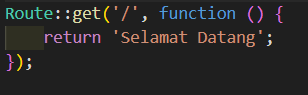 Route::get('/', function () {
    return 'Selamat Datang';
});